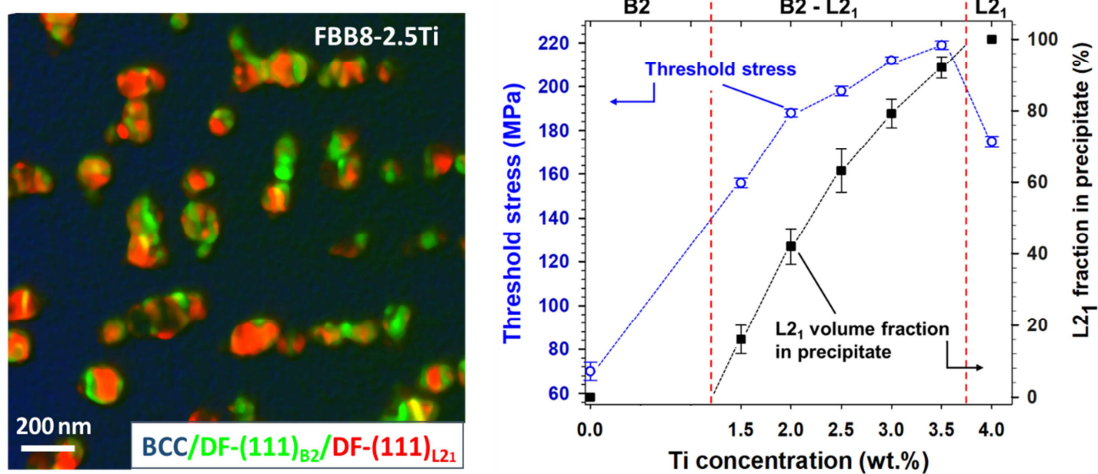 FBB8-2.5Ti
200 nm
BCC/DF-(111)B2/DF-(111)L2₁
B2
B2 - L2₁
L2₁
Threshold stress (MPa)
220
200
180
160
140
120
100
80
70
60
Threshold stress
L2₁ volume fraction
in precipitate
100
80
60
40
20
0
L2₁ fraction in precipitate (%)
0.0
1.5
2.0
2.5
3.0
3.5
4.0
Ti concentration (wt.%)